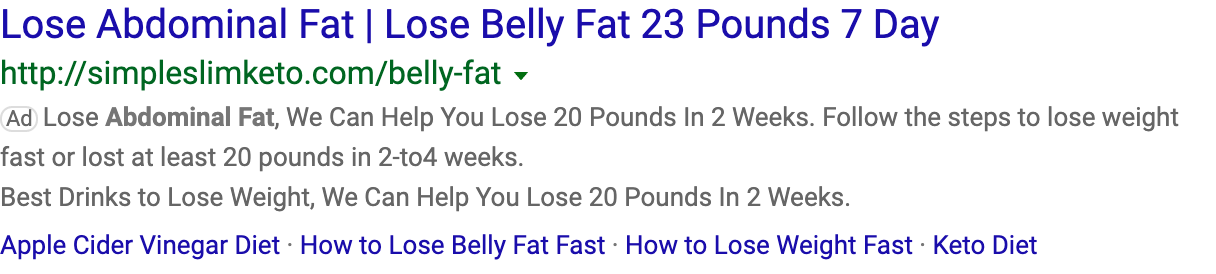 Lose Abdominal Fat | Lose Belly Fat 23 Pounds 7 Day
http://simpleslimketo.com/belly-fat
Ad Lose Abdominal Fat, We Can Help You Lose 20 Pounds In 2 Weeks. Follow the steps to lose weight
fast or lost at least 20 pounds in 2-to4 weeks.
Best Drinks to Lose Weight, We Can Help You Lose 20 Pounds In 2 Weeks.
Apple Cider Vinegar Diet · How to Lose Belly Fat Fast · How to Lose Weight Fast · Keto Diet